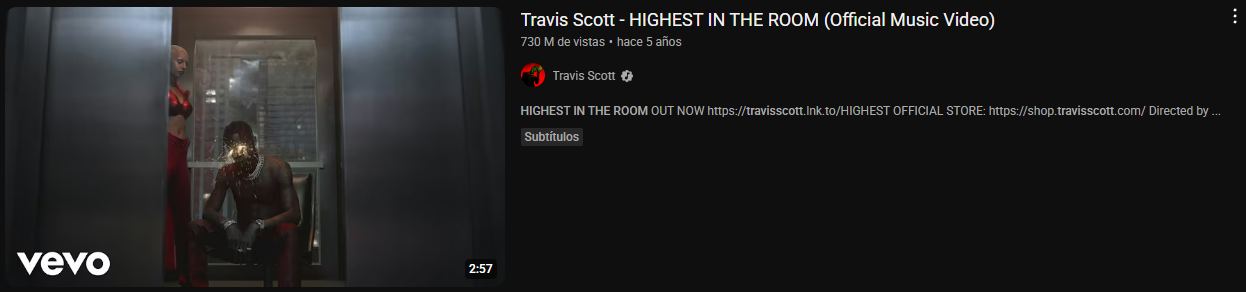 Travis Scott - HIGHEST IN THE ROOM (Official Music Video)
730 M de vistas • hace 5 años
Travis Scott
HIGHEST IN THE ROOM OUT NOW https://travisscott.lnk.to/HIGHEST OFFICIAL STORE: https://shop.travisscott.com/ Directed by ...
Subtítulos
vevo
2:57